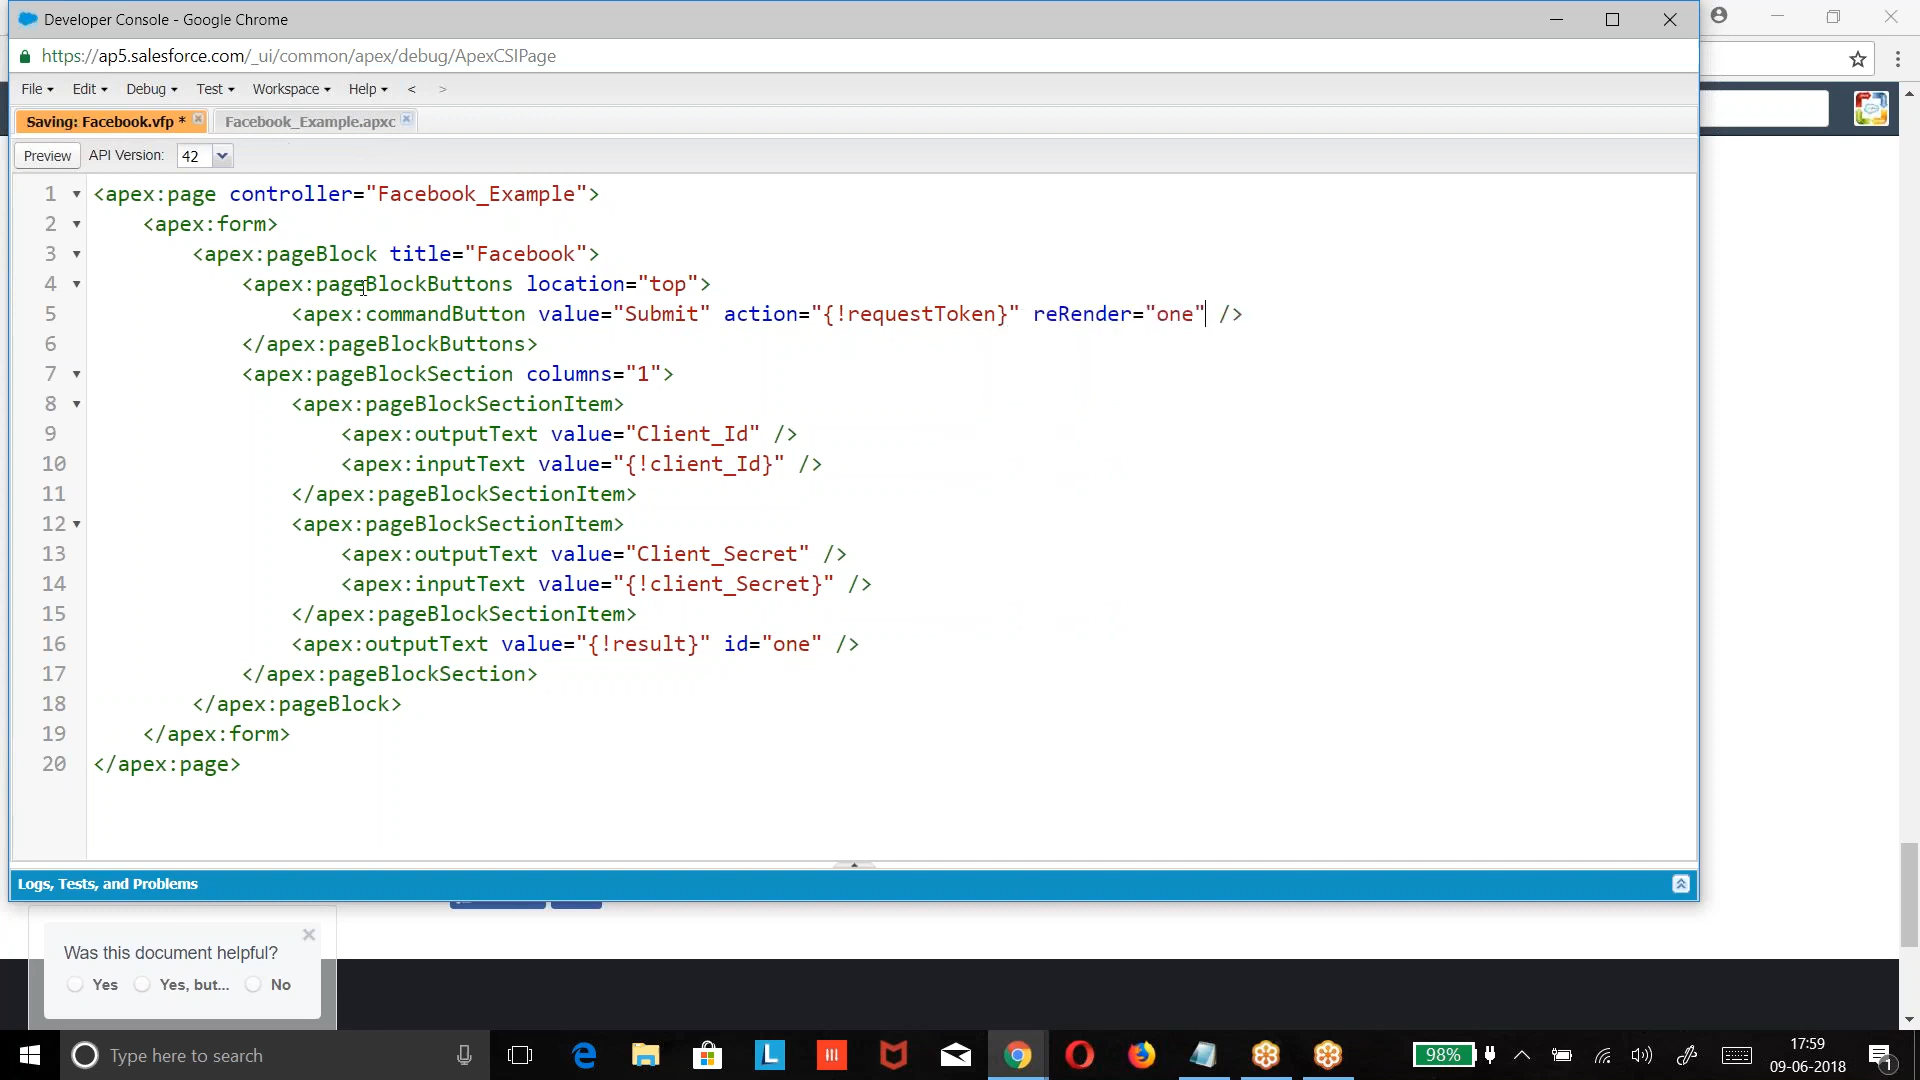 Developer Console - Google Chrome
https://ap5.salesforce.com/_ui/common/apex/debug/ApexCSIPage
File Edit Debug Test Workspace Help < >
Saving: Facebook.vfp * Facebook_Example.apxc
Preview API Version: 42
1 <apex:page controller="Facebook_Example">
2 <apex:form>
3 <apex:pageBlock title="Facebook">
4 <apex:pageBlockButtons location="top">
5 <apex:commandButton value="Submit" action="{!requestToken}" reRender="one" />
6 </apex:pageBlockButtons>
7 <apex:pageBlockSection columns="1">
8 <apex:pageBlockSectionItem>
9 <apex:outputText value="Client_Id" />
10 <apex:inputText value="{!client_Id}" />
11 </apex:pageBlockSectionItem>
12 <apex:pageBlockSectionItem>
13 <apex:outputText value="Client_Secret" />
14 <apex:inputText value="{!client_Secret}" />
15 </apex:pageBlockSectionItem>
16 <apex:outputText value="{!result}" id="one" />
17 </apex:pageBlockSection>
18 </apex:pageBlock>
19 </apex:form>
20 </apex:page>
Logs, Tests, and Problems
Was this document helpful?
Yes Yes, but... No
Type here to search
L
98%
17:59
09-06-2018
1